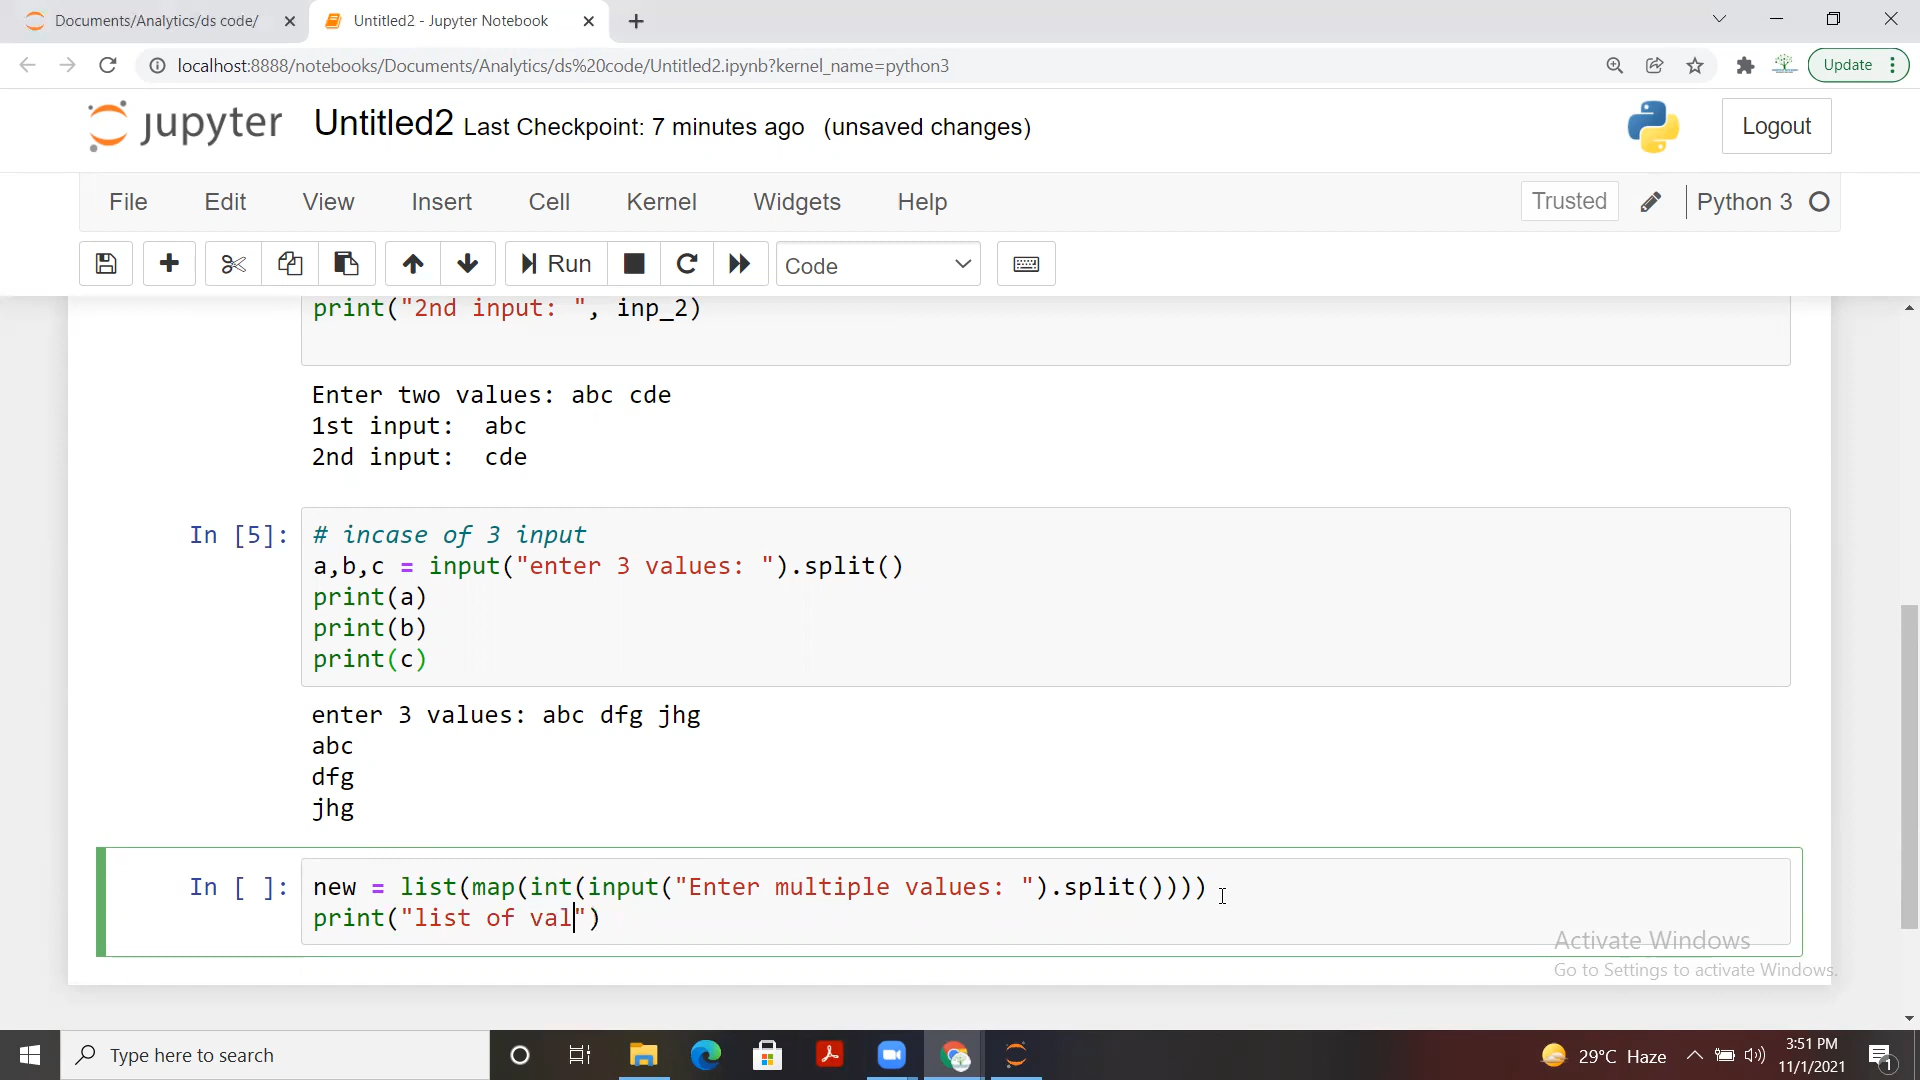 Documents/Analytics/ds code/
Untitled2 - Jupyter Notebook
localhost:8888/notebooks/Documents/Analytics/ds%20code/Untitled2.ipynb?kernel_name=python3
Update
jupyter Untitled2 Last Checkpoint: 7 minutes ago (unsaved changes)
Logout
File Edit View Insert Cell Kernel Widgets Help
Trusted
Python 3
Run
Code
print("2nd input: ", inp_2)
Enter two values: abc cde
1st input:  abc
2nd input:  cde
In [5]:
# incase of 3 input
a,b,c = input("enter 3 values: ").split()
print(a)
print(b)
print(c)
enter 3 values: abc dfg jhg
abc
dfg
jhg
In [ ]:
new = list(map(int(input("Enter multiple values: ").split())))
print("list of val")
Activate Windows
Go to Settings to activate Windows.
Type here to search
29°C Haze
3:51 PM
11/1/2021
1